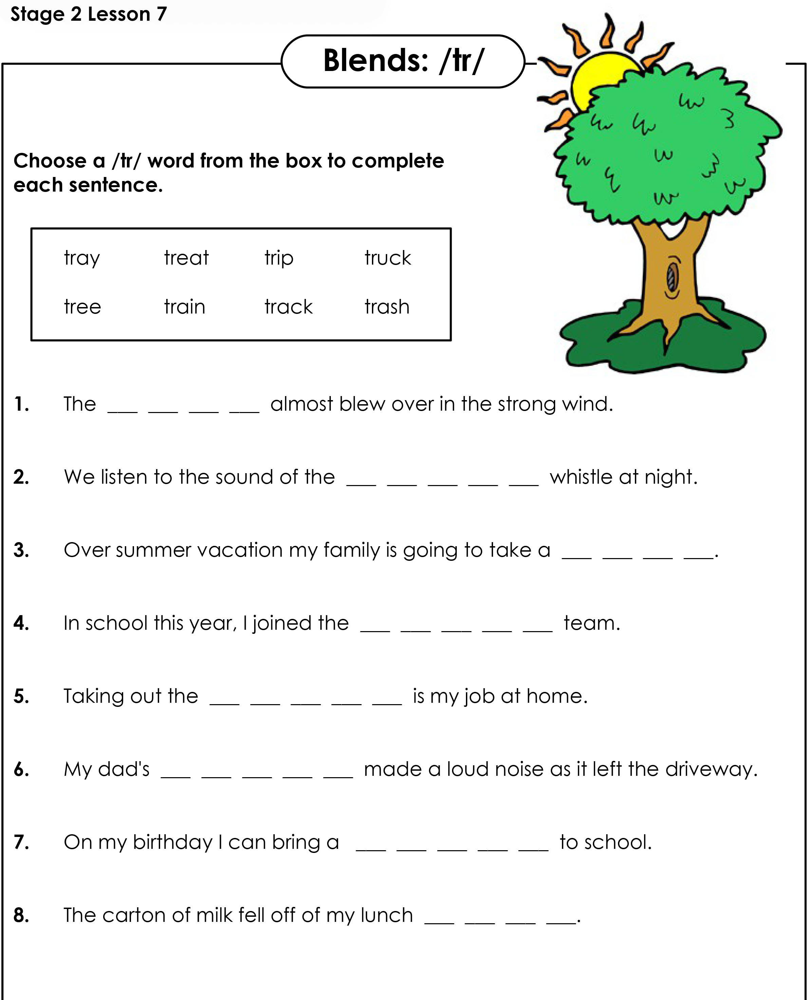 Stage 2 Lesson 7
Blends: /tr/
Choose a /tr/ word from the box to complete
each sentence.
tray treat trip truck
tree train track trash
1. The ___ ___ ___ ___ almost blew over in the strong wind.
2. We listen to the sound of the ___ ___ ___ ___ ___ whistle at night.
3. Over summer vacation my family is going to take a ___ ___ ___ ___.
4. In school this year, I joined the ___ ___ ___ ___ ___ team.
5. Taking out the ___ ___ ___ ___ ___ is my job at home.
6. My dad's ___ ___ ___ ___ ___ made a loud noise as it left the driveway.
7. On my birthday I can bring a ___ ___ ___ ___ ___ to school.
8. The carton of milk fell off of my lunch ___ ___ ___ ___.